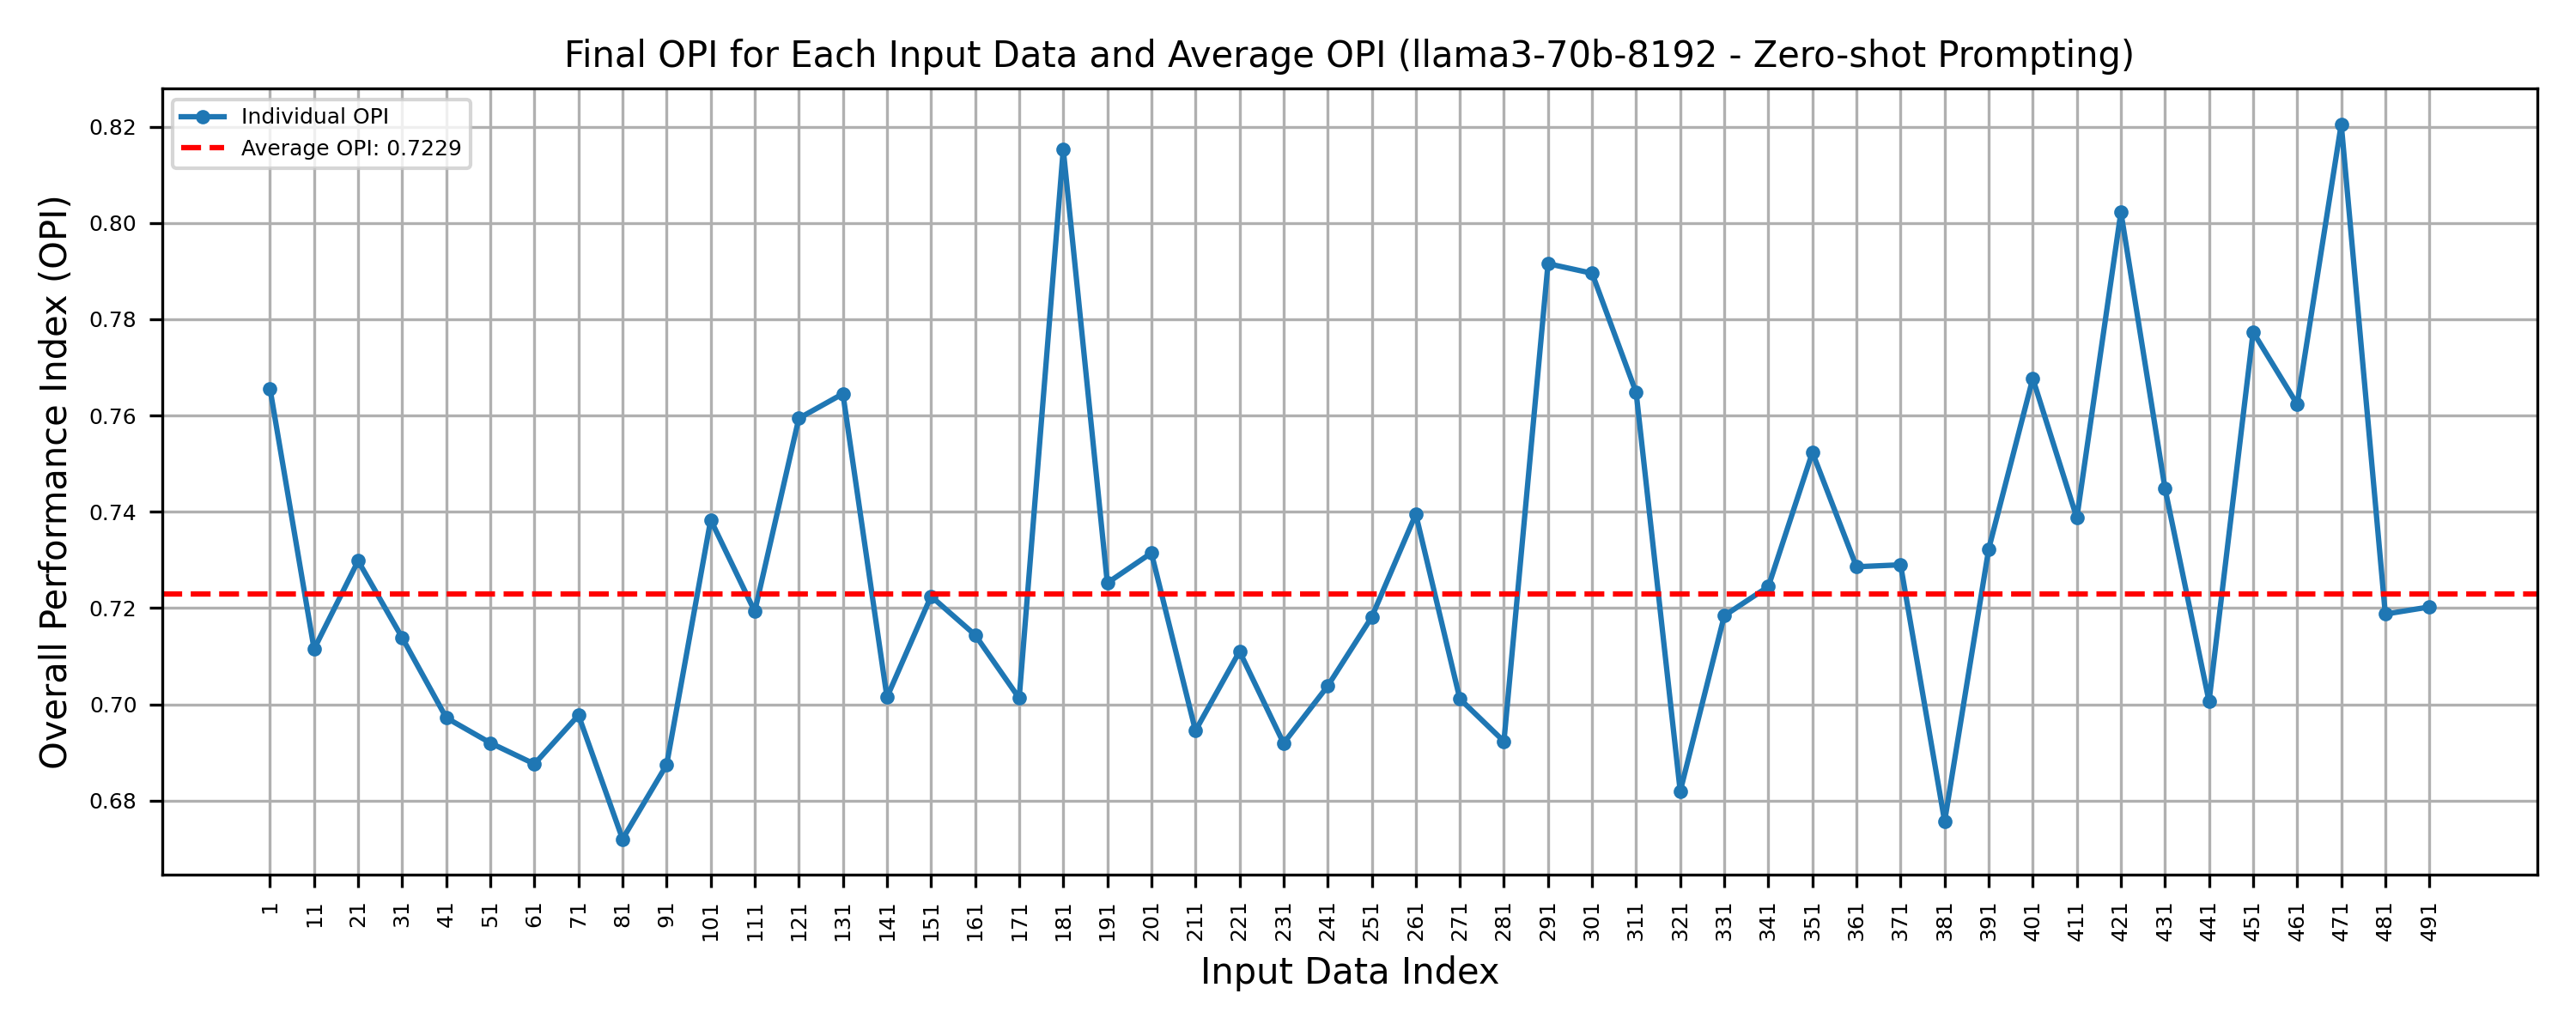 Final OPI for Each Input Data and Average OPI (llama3-70b-8192 - Zero-shot Prompting)
Individual OPI
Average OPI: 0.7229
Overall Performance Index (OPI)
0.82
0.80
0.78
0.76
0.74
0.72
0.70
0.68
1 11 21 31 41 51 61 71 81 91 101 111 121 131 141 151 161 171 181 191 201 211 221 231 241 251 261 271 281 291 301 311 321 331 341 351 361 371 381 391 401 411 421 431 441 451 461 471 481 491
Input Data Index